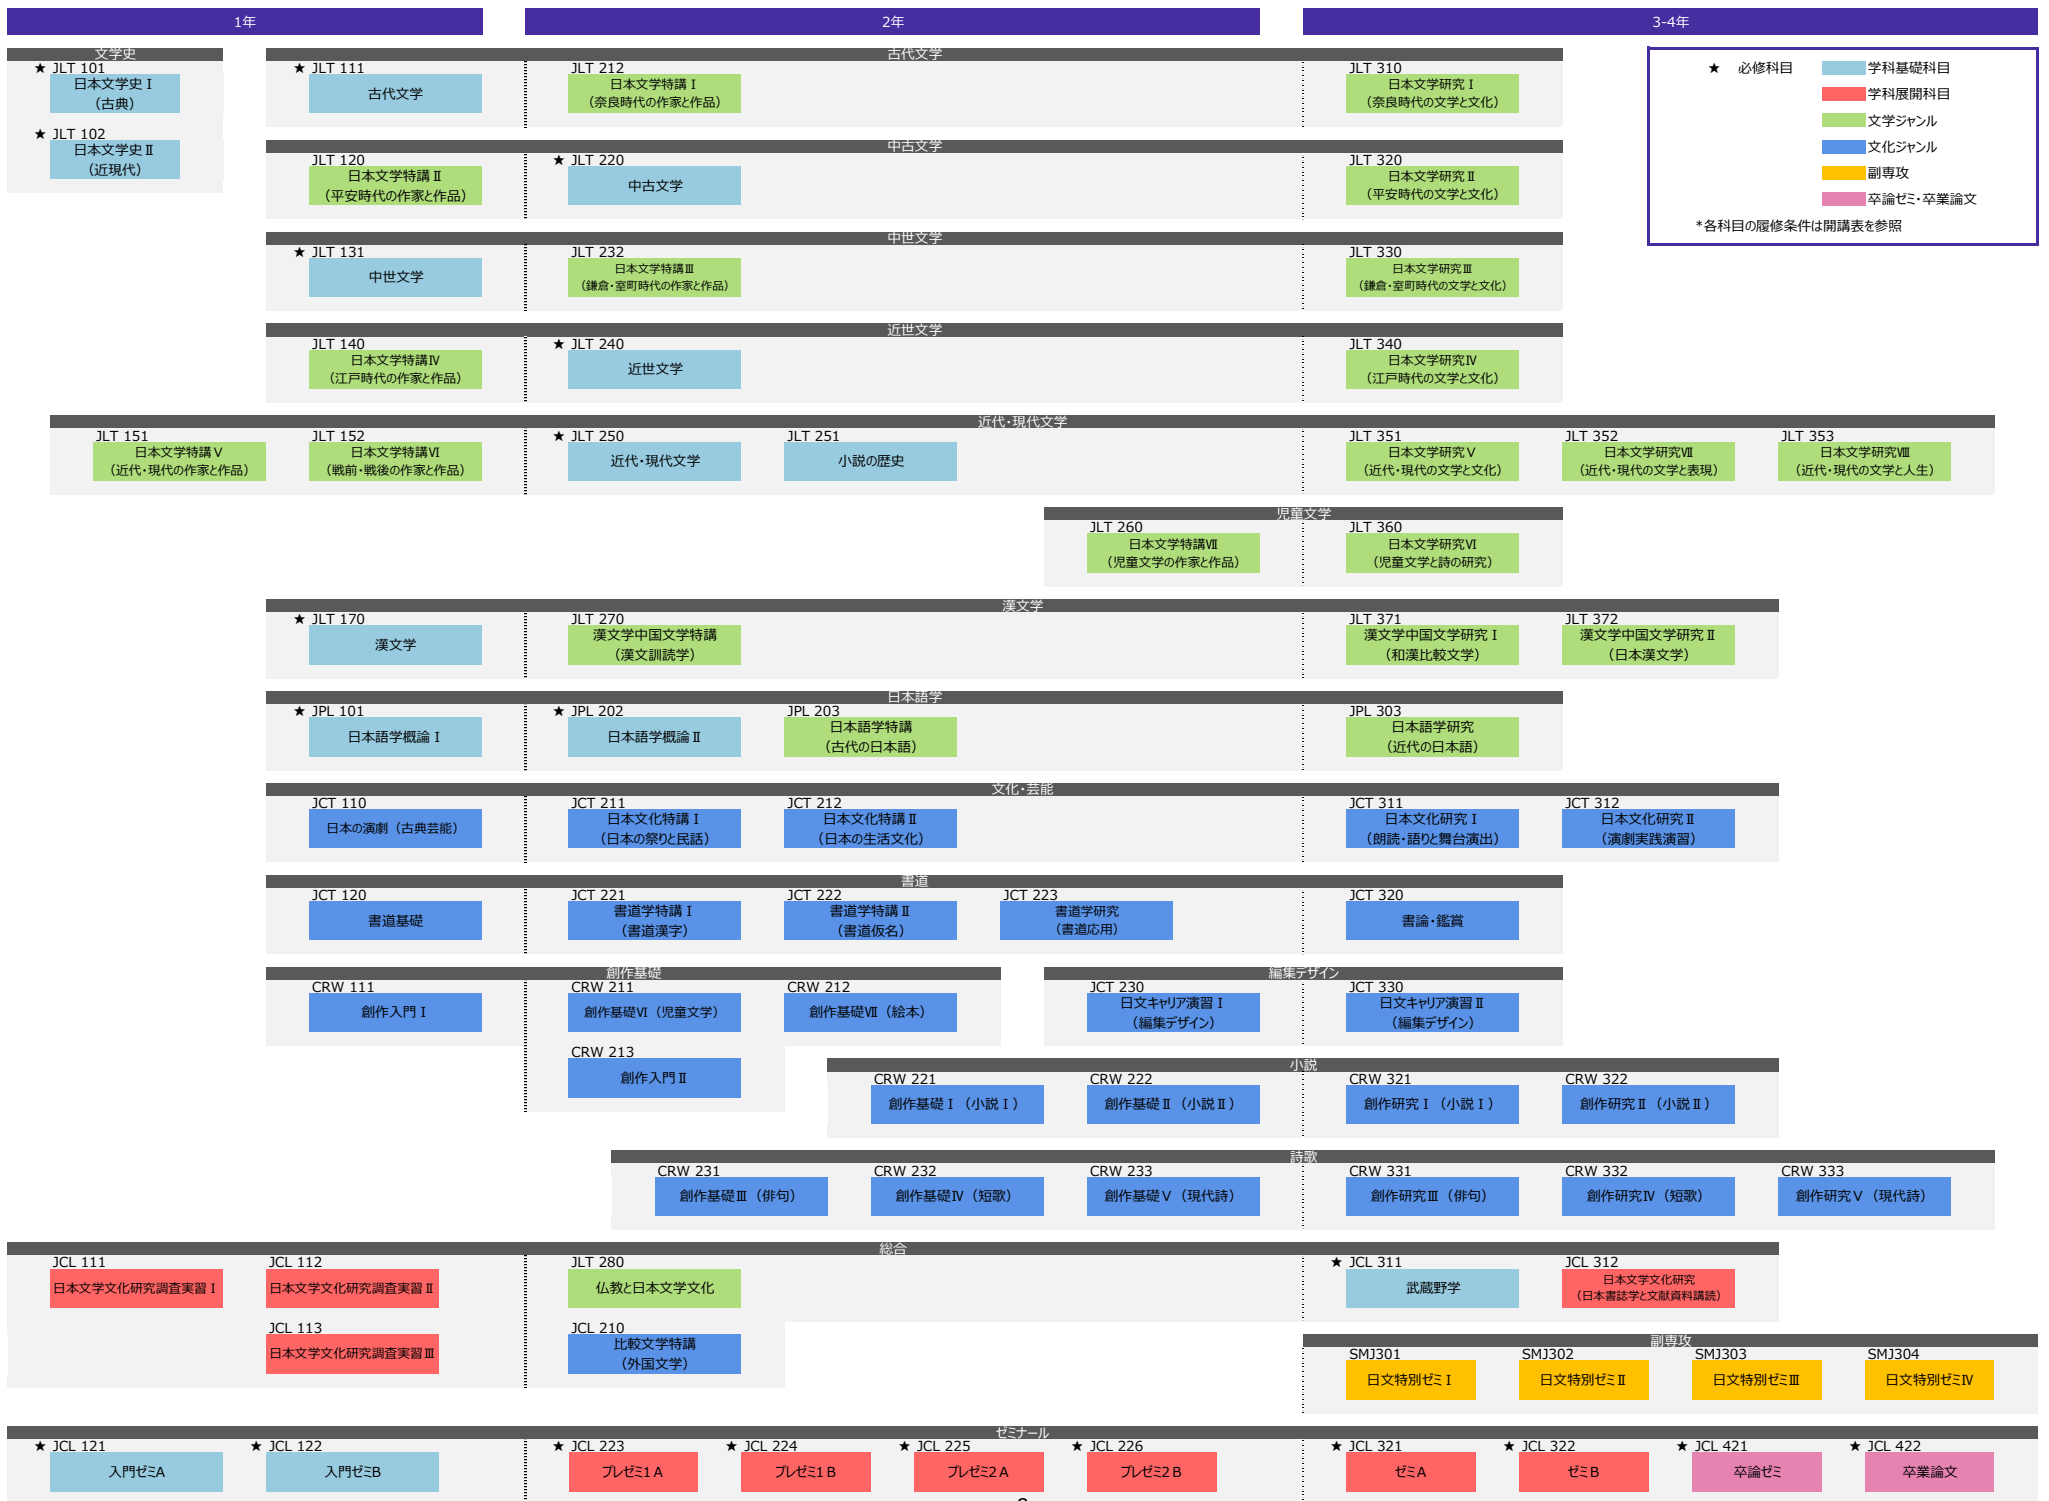 1年
2年
3-4年
★ 必修科目
学科基礎科目
学科展開科目
文学ジャンル
文化ジャンル
副専攻
卒論ゼミ・卒業論文
*各科目の履修条件は開講表を参照
文学史
★ JLT 101
日本文学史Ⅰ
（古典）
★ JLT 102
日本文学史Ⅱ
（近現代）
古代文学
★ JLT 111
古代文学
JLT 212
日本文学特講Ⅰ
（奈良時代の作家と作品）
JLT 310
日本文学研究Ⅰ
（奈良時代の文学と文化）
中古文学
JLT 120
日本文学特講Ⅱ
（平安時代の作家と作品）
★ JLT 220
中古文学
JLT 320
日本文学研究Ⅱ
（平安時代の文学と文化）
中世文学
★ JLT 131
中世文学
JLT 232
日本文学特講Ⅲ
（鎌倉・室町時代の作家と作品）
JLT 330
日本文学研究Ⅲ
（鎌倉・室町時代の文学と文化）
近世文学
JLT 140
日本文学特講Ⅳ
（江戸時代の作家と作品）
★ JLT 240
近世文学
JLT 340
日本文学研究Ⅳ
（江戸時代の文学と文化）
近代・現代文学
JLT 151
日本文学特講Ⅴ
（近代・現代の作家と作品）
JLT 152
日本文学特講Ⅵ
（戦前・戦後の作家と作品）
★ JLT 250
近代・現代文学
JLT 251
小説の歴史
JLT 351
日本文学研究Ⅴ
（近代・現代の文学と文化）
JLT 352
日本文学研究Ⅶ
（近代・現代の文学と表現）
JLT 353
日本文学研究Ⅷ
（近代・現代の文学と人生）
児童文学
JLT 260
日本文学特講Ⅶ
（児童文学の作家と作品）
JLT 360
日本文学研究Ⅵ
（児童文学と詩の研究）
漢文学
★ JLT 170
漢文学
JLT 270
漢文学中国文学特講
（漢文訓読学）
JLT 371
漢文学中国文学研究Ⅰ
（和漢比較文学）
JLT 372
漢文学中国文学研究Ⅱ
（日本漢文学）
日本語学
★ JPL 101
日本語学概論Ⅰ
★ JPL 202
日本語学概論Ⅱ
JPL 203
日本語学特講
（古代の日本語）
JPL 303
日本語学研究
（近代の日本語）
文化・芸能
JCT 110
日本の演劇（古典芸能）
JCT 211
日本文化特講Ⅰ
（日本の祭りと民話）
JCT 212
日本文化特講Ⅱ
（日本の生活文化）
JCT 311
日本文化研究Ⅰ
（朗読・語りと舞台演出）
JCT 312
日本文化研究Ⅱ
（演劇実践演習）
書道
JCT 120
書道基礎
JCT 221
書道学特講Ⅰ
（書道漢字）
JCT 222
書道学特講Ⅱ
（書道仮名）
JCT 223
書道学研究
（書道応用）
JCT 320
書論・鑑賞
創作基礎
CRW 111
創作入門Ⅰ
CRW 211
創作基礎Ⅵ（児童文学）
CRW 212
創作基礎Ⅶ（絵本）
CRW 213
創作入門Ⅱ
編集デザイン
JCT 230
日文キャリア演習Ⅰ
（編集デザイン）
JCT 330
日文キャリア演習Ⅱ
（編集デザイン）
小説
CRW 221
創作基礎Ⅰ（小説Ⅰ）
CRW 222
創作基礎Ⅱ（小説Ⅱ）
CRW 321
創作研究Ⅰ（小説Ⅰ）
CRW 322
創作研究Ⅱ（小説Ⅱ）
詩歌
CRW 231
創作基礎Ⅲ（俳句）
CRW 232
創作基礎Ⅳ（短歌）
CRW 233
創作基礎Ⅴ（現代詩）
CRW 331
創作研究Ⅲ（俳句）
CRW 332
創作研究Ⅳ（短歌）
CRW 333
創作研究Ⅴ（現代詩）
総合
JCL 111
日本文学文化研究調査実習Ⅰ
JCL 112
日本文学文化研究調査実習Ⅱ
JCL 113
日本文学文化研究調査実習Ⅲ
JLT 280
仏教と日本文学文化
JCL 210
比較文学特講
（外国文学）
★ JCL 311
武蔵野学
JCL 312
日本文学文化研究
（日本書誌学と文献資料講読）
副専攻
SMJ301
日文特別ゼミⅠ
SMJ302
日文特別ゼミⅡ
SMJ303
日文特別ゼミⅢ
SMJ304
日文特別ゼミⅣ
ゼミナール
★ JCL 121
入門ゼミA
★ JCL 122
入門ゼミB
★ JCL 223
プレゼミ1A
★ JCL 224
プレゼミ1B
★ JCL 225
プレゼミ2A
★ JCL 226
プレゼミ2B
★ JCL 321
ゼミA
★ JCL 322
ゼミB
★ JCL 421
卒論ゼミ
★ JCL 422
卒業論文